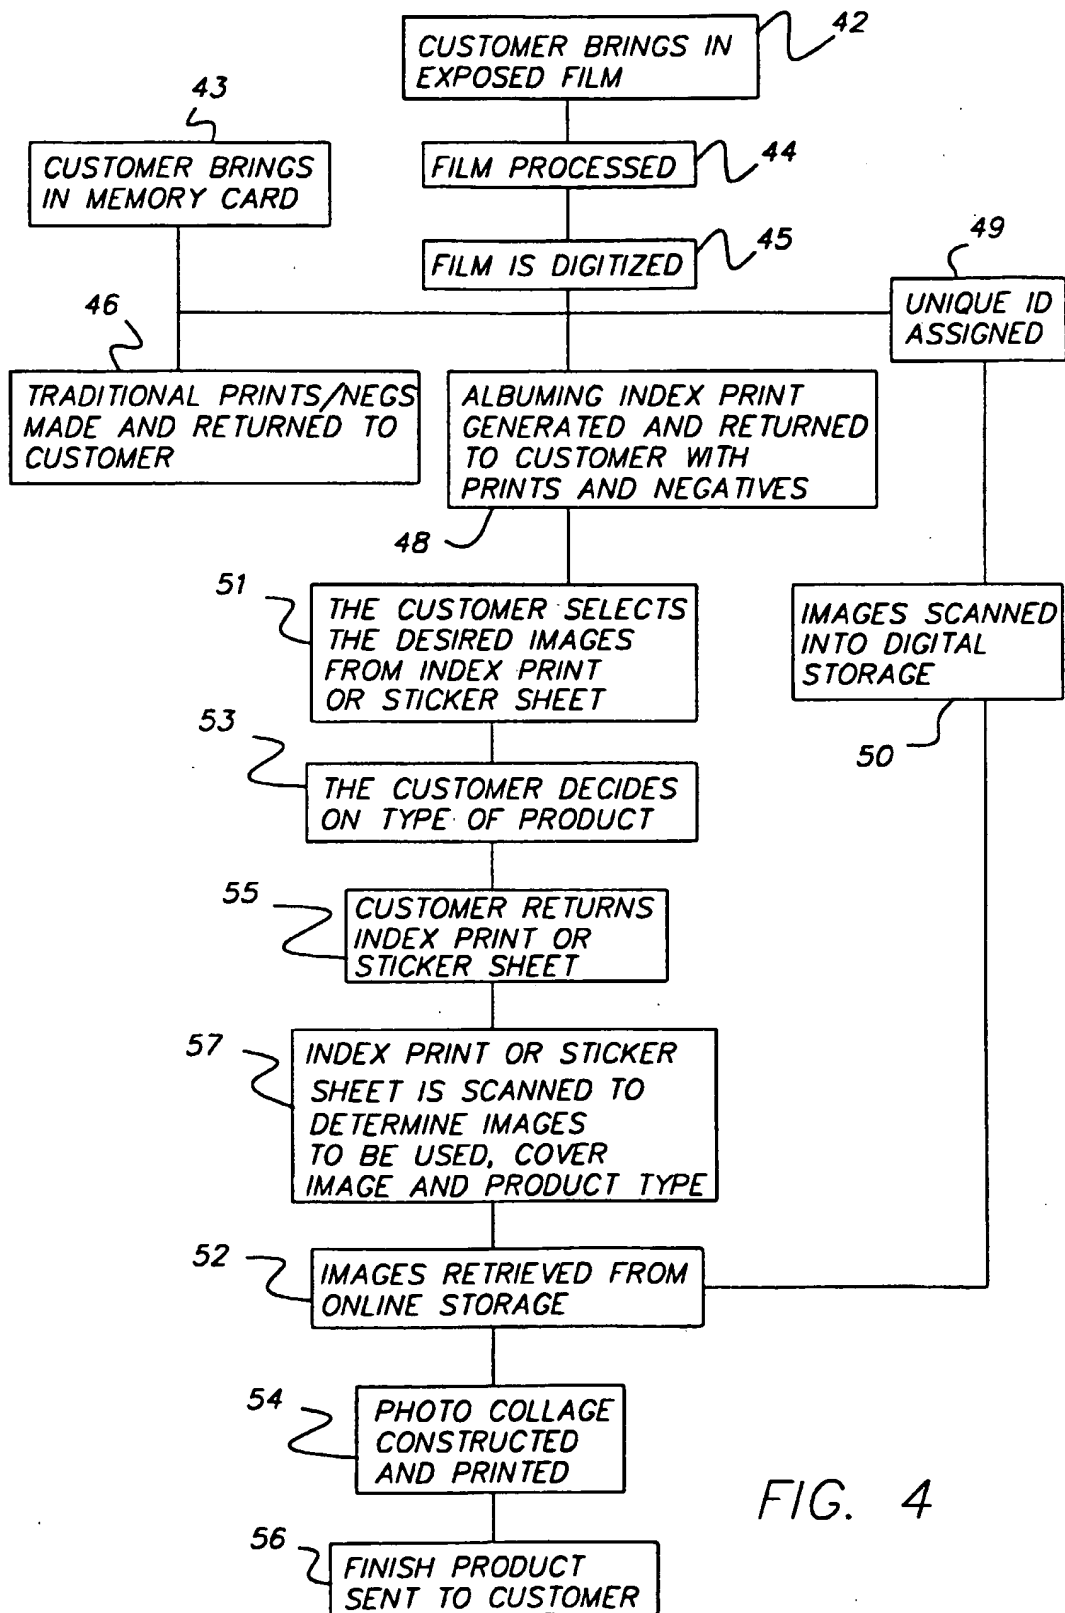 42
CUSTOMER BRINGS IN
EXPOSED FILM
43
CUSTOMER BRINGS
IN MEMORY CARD
44
FILM PROCESSED
45
FILM IS DIGITIZED
49
UNIQUE ID
ASSIGNED
46
TRADITIONAL PRINTS/NEGS
MADE AND RETURNED TO
CUSTOMER
ALBUMING INDEX PRINT
GENERATED AND RETURNED
TO CUSTOMER WITH
PRINTS AND NEGATIVES
48
51
THE CUSTOMER SELECTS
THE DESIRED IMAGES
FROM INDEX PRINT
OR STICKER SHEET
IMAGES SCANNED
INTO DIGITAL
STORAGE
50
53
THE CUSTOMER DECIDES
ON TYPE OF PRODUCT
55
CUSTOMER RETURNS
INDEX PRINT OR
STICKER SHEET
57
INDEX PRINT OR STICKER
SHEET IS SCANNED TO
DETERMINE IMAGES
TO BE USED, COVER
IMAGE AND PRODUCT TYPE
52
IMAGES RETRIEVED FROM
ONLINE STORAGE
54
PHOTO COLLAGE
CONSTRUCTED
AND PRINTED
56
FINISH PRODUCT
SENT TO CUSTOMER
FIG. 4